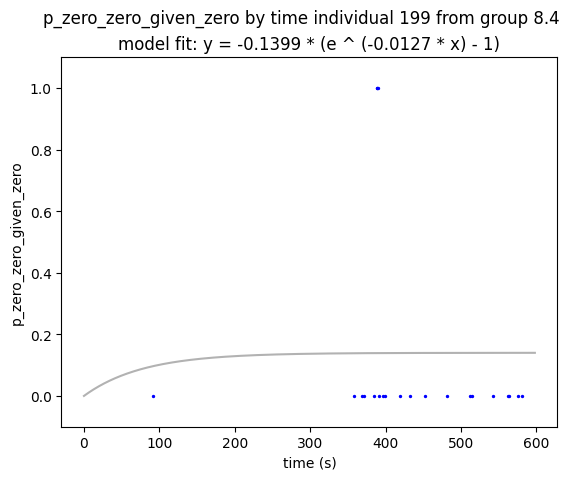 p_zero_zero_given_zero by time individual 199 from group 8.4
model fit: y = -0.1399 * (e ^ (-0.0127 * x) - 1)
1.0
0.8
0.6
0.4
0.2
0.0
p_zero_zero_given_zero
0 100 200 300 400 500 600
time (s)